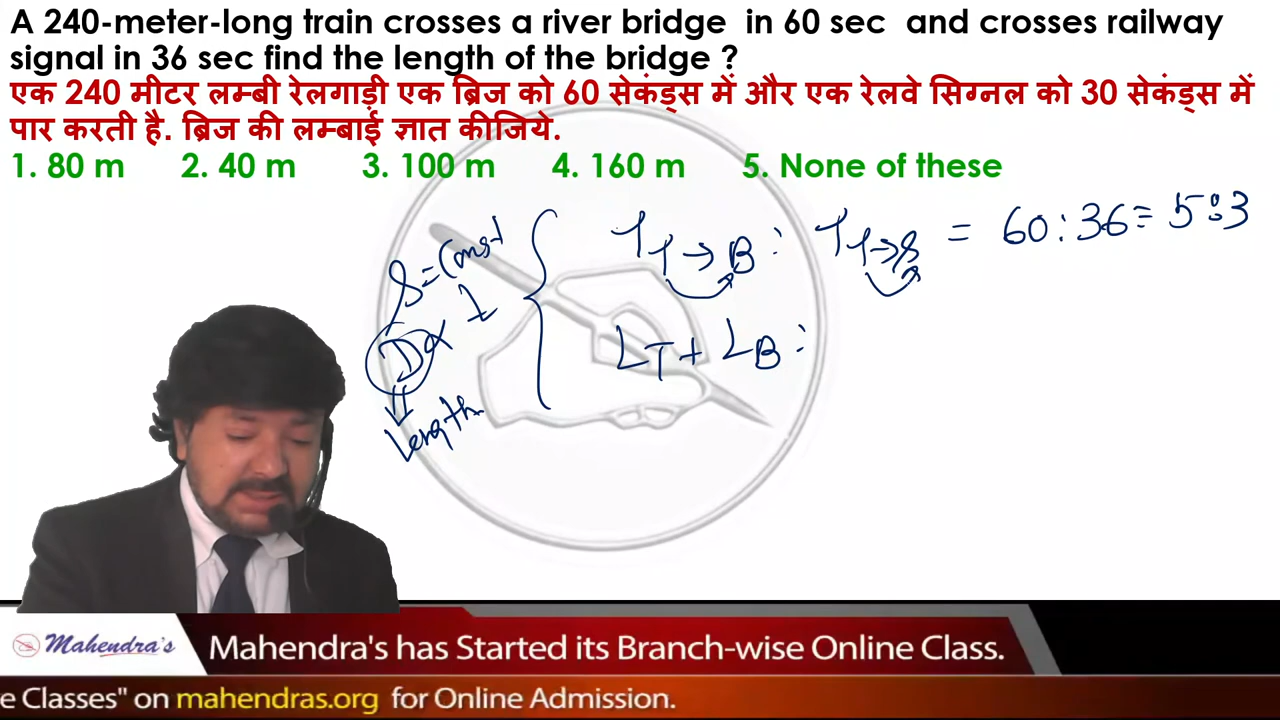 A 240-meter-long train crosses a river bridge in 60 sec and crosses railway
signal in 36 sec find the length of the bridge ?
एक 240 मीटर लम्बी रेलगाड़ी एक ब्रिज को 60 सेकंड्स में और एक रेलवे सिग्नल को 30 सेकंड्स में
पार करती है. ब्रिज की लम्बाई ज्ञात कीजिये.
1. 80 m 2. 40 m 3. 100 m 4. 160 m 5. None of these
T T→B : T T→S = 60:36= 5:3
S=Const
D∝ T
Length
LT+ LB :
Mahendra's
Mahendra's has Started its Branch-wise Online Class.
e Classes" on mahendras.org for Online Admission.